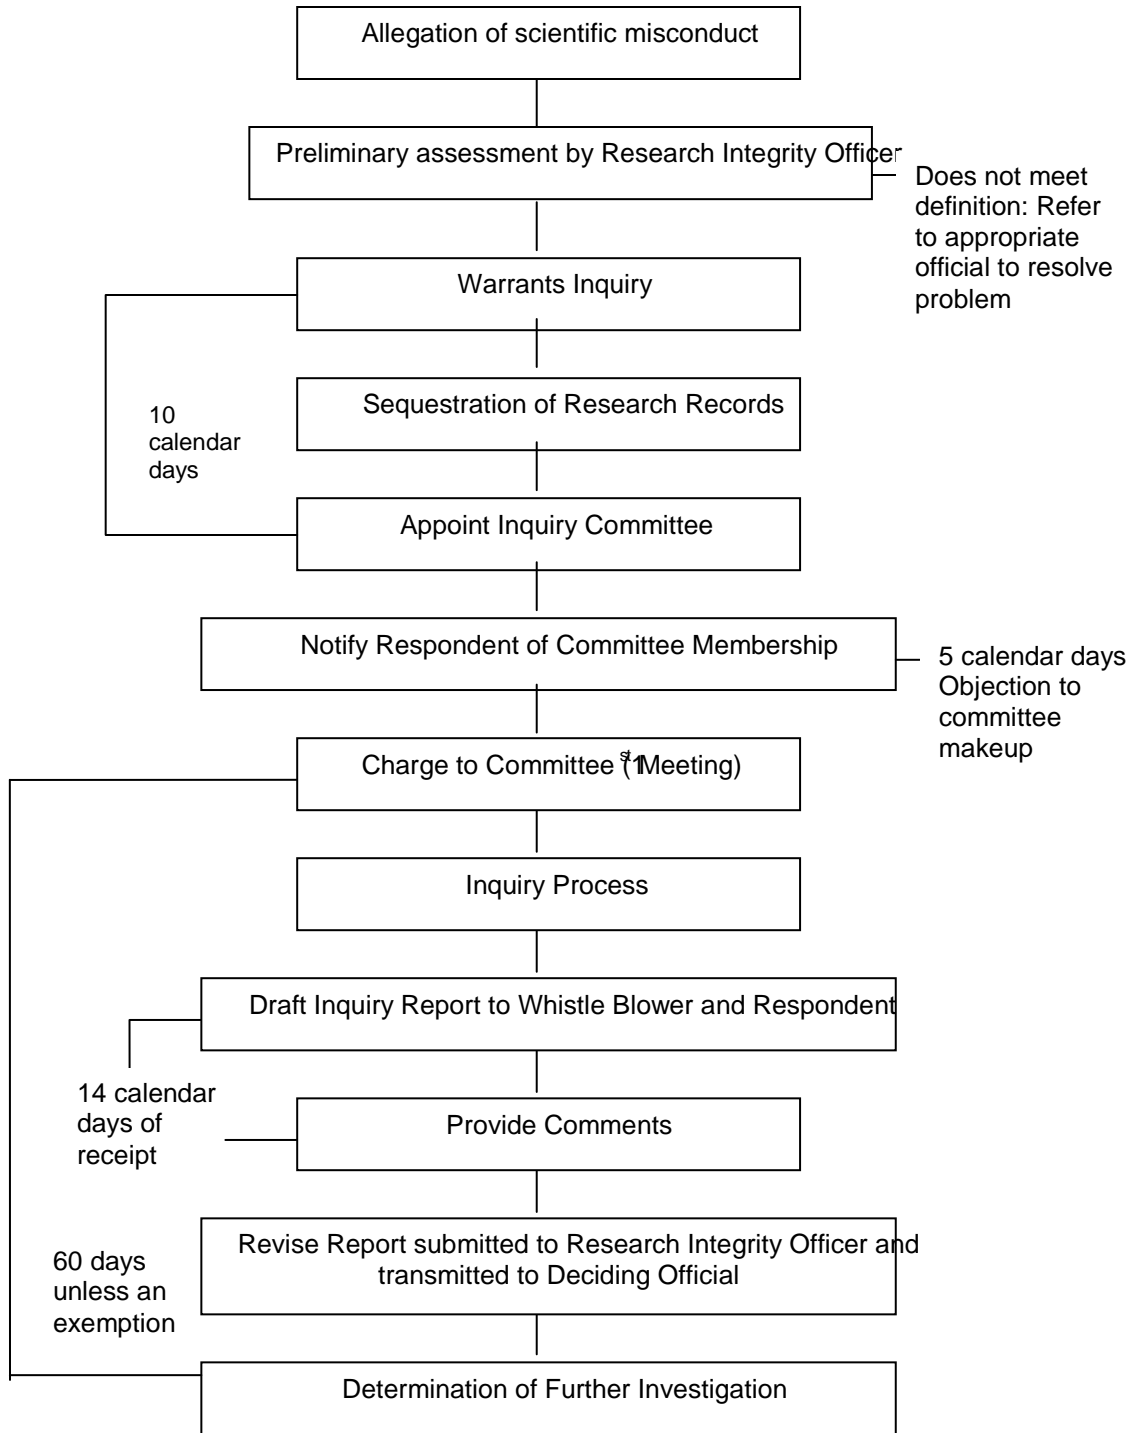 Allegation of scientific misconduct
Preliminary assessment by Research Integrity Officer
Does not meet
definition: Refer
to appropriate
official to resolve
problem
Warrants Inquiry
Sequestration of Research Records
10
calendar
days
Appoint Inquiry Committee
Notify Respondent of Committee Membership
5 calendar days
Objection to
committee
makeup
Charge to Committee (1st Meeting)
Inquiry Process
Draft Inquiry Report to Whistle Blower and Respondent
14 calendar
days of
receipt
Provide Comments
Revise Report submitted to Research Integrity Officer and
transmitted to Deciding Official
60 days
unless an
exemption
Determination of Further Investigation